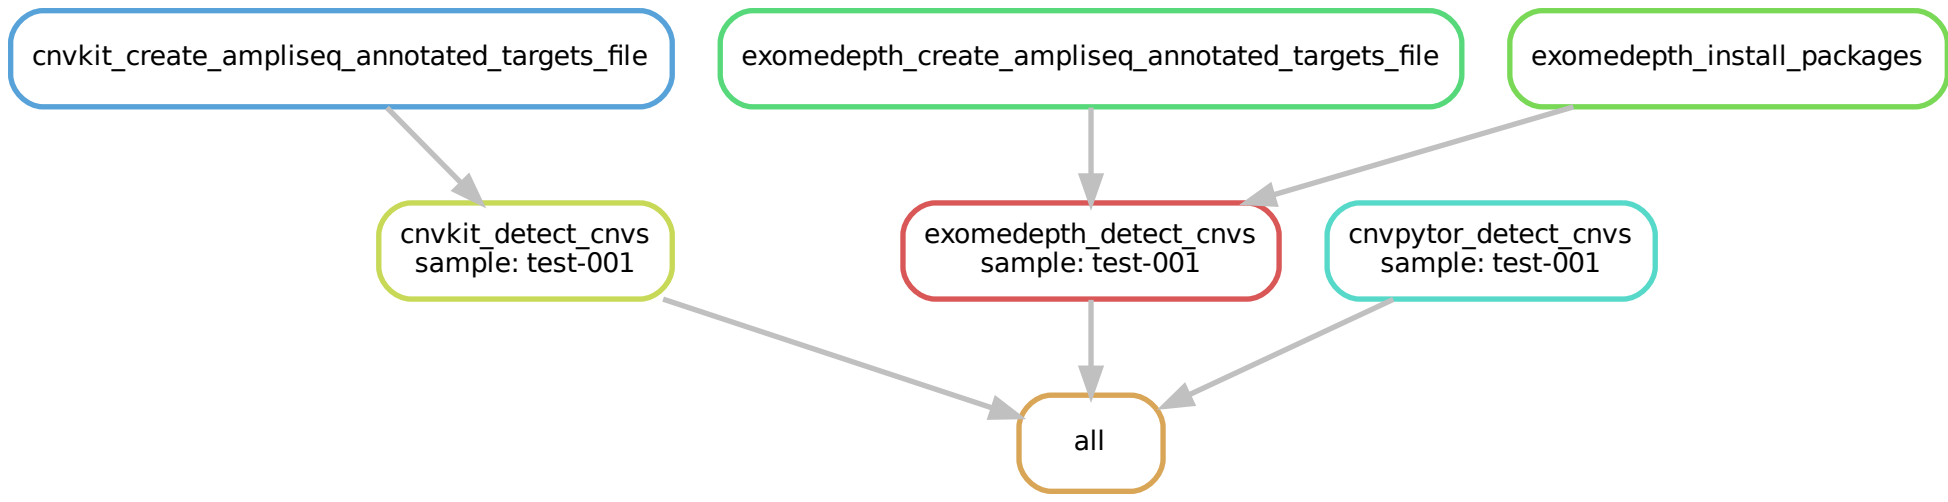 cnvkit_create_ampliseq_annotated_targets_file
exomedepth_create_ampliseq_annotated_targets_file
exomedepth_install_packages
cnvkit_detect_cnvs
sample: test-001
exomedepth_detect_cnvs
sample: test-001
cnvpytor_detect_cnvs
sample: test-001
all